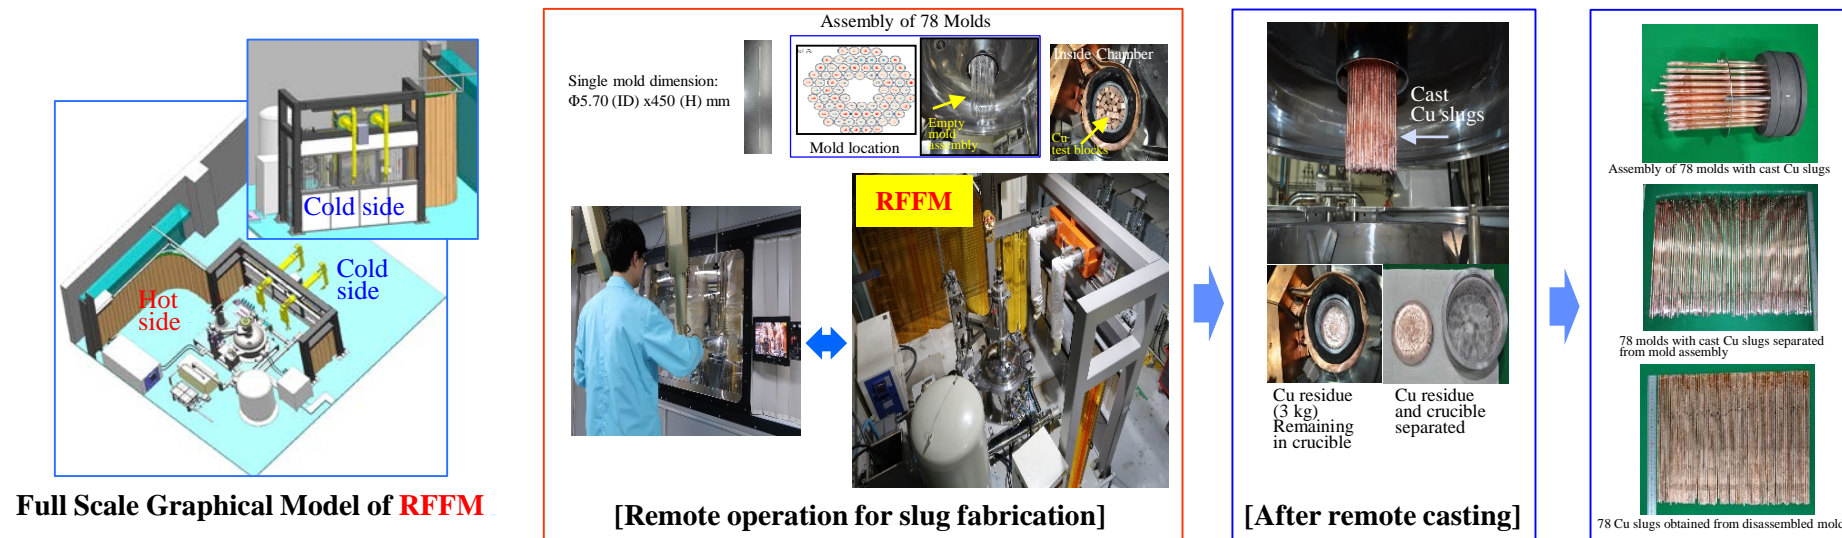 Cold side
Cold
side
Hot
side
Full Scale Graphical Model of RFFM
Assembly of 78 Molds
Single mold dimension:
Φ5.70 (ID) x450 (H) mm
Empty
mold
assembly
Mold location
Inside Chamber
Cu
test blocks
RFFM
[Remote operation for slug fabrication]
Cast
Cu slugs
Cu residue
(3 kg)
Remaining
in crucible
Cu residue
and crucible
separated
[After remote casting]
Assembly of 78 molds with cast Cu slugs
78 molds with cast Cu slugs separated
from mold assembly
78 Cu slugs obtained from disassembled mold